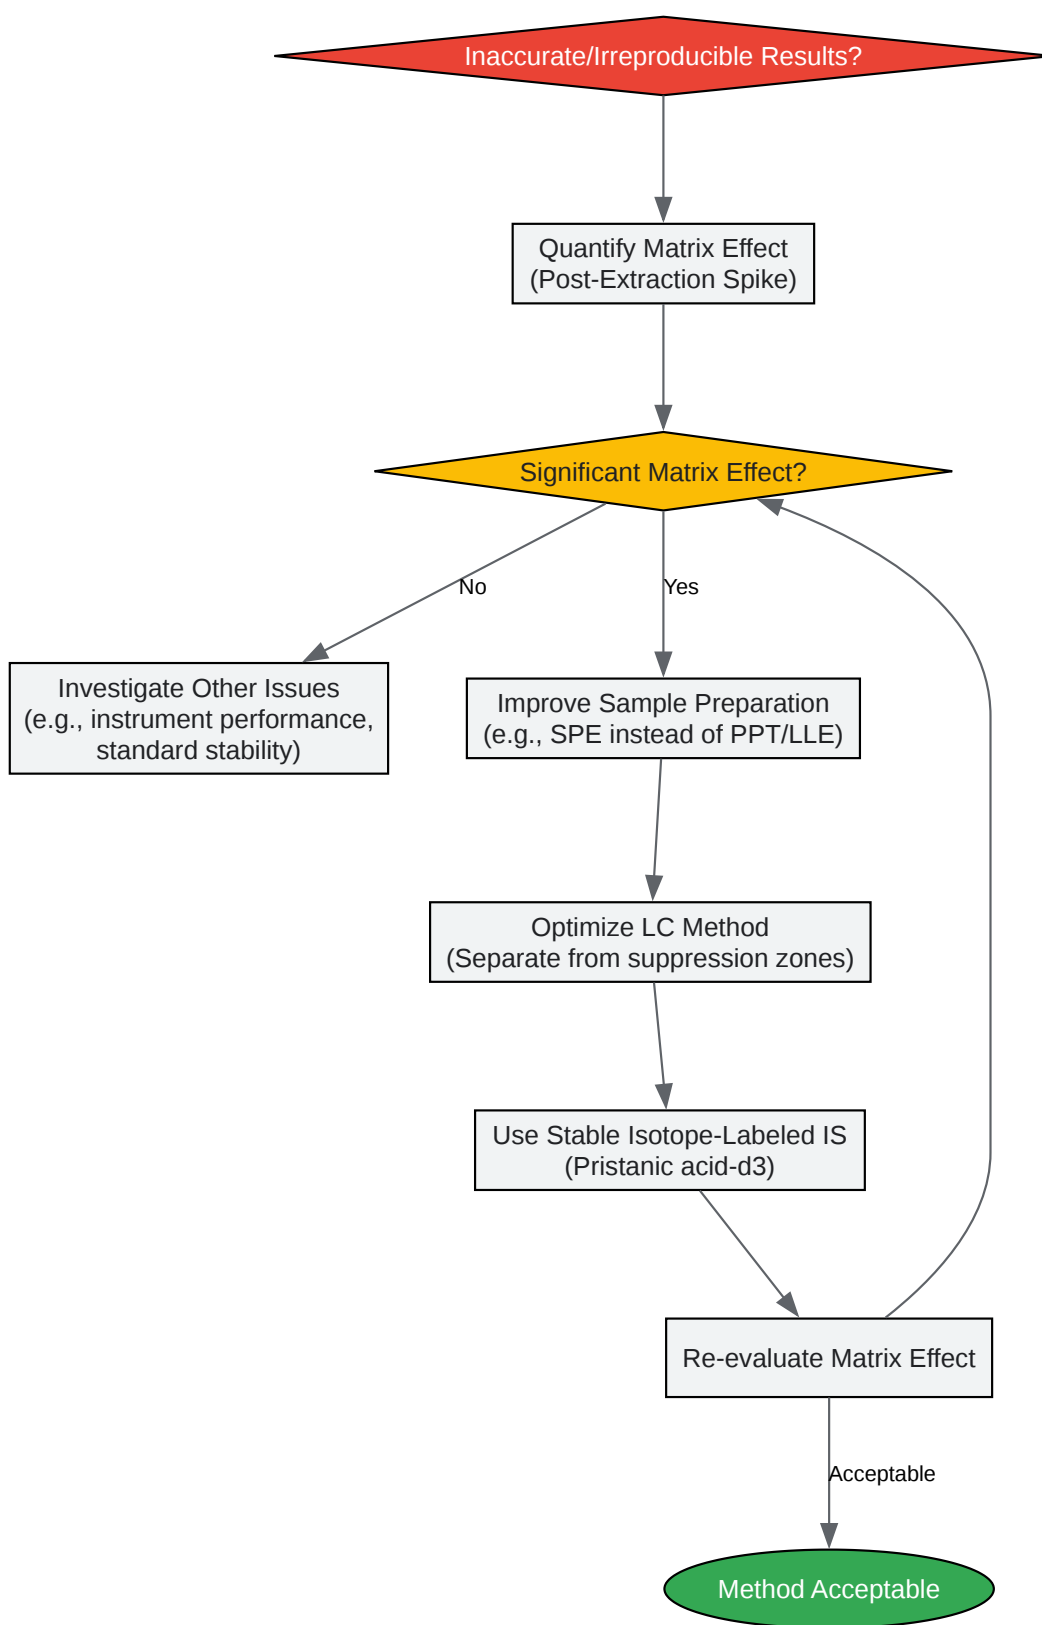 Inaccurate/Irreproducible Results?
Quantify Matrix Effect
(Post-Extraction Spike)
Significant Matrix Effect?
No
Yes
Investigate Other Issues
(e.g., instrument performance,
standard stability)
Improve Sample Preparation
(e.g., SPE instead of PPT/LLE)
Optimize LC Method
(Separate from suppression zones)
Use Stable Isotope-Labeled IS
(Pristanic acid-d3)
Re-evaluate Matrix Effect
Acceptable
Method Acceptable